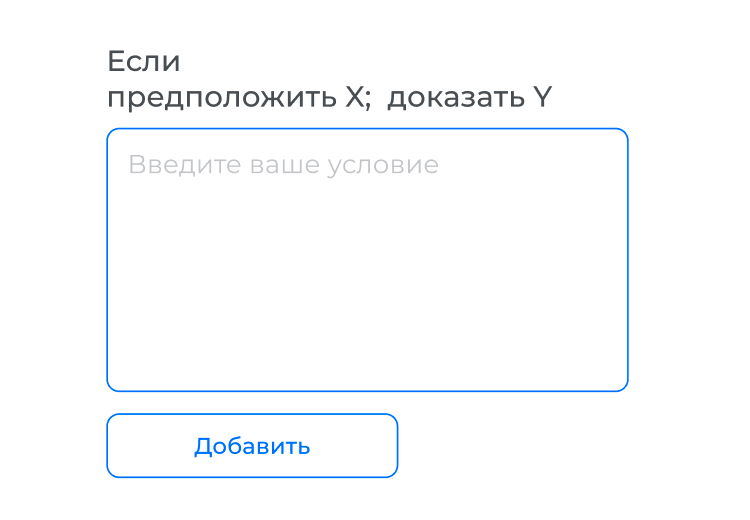 Если
предположить X;  доказать Y
Введите ваше условие
Добавить